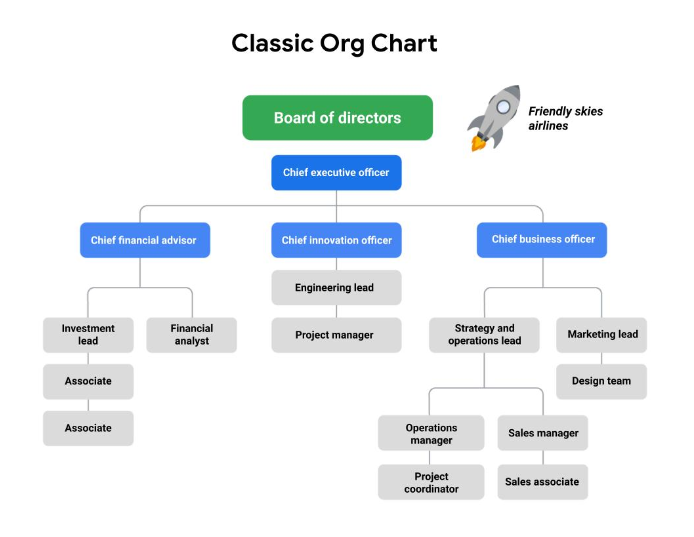 Classic Org Chart
Board of directors
Friendly skies
airlines
Chief executive officer
Chief financial advisor
Chief innovation officer
Chief business officer
Engineering lead
Investment
lead
Financial
analyst
Project manager
Strategy and
operations lead
Marketing lead
Associate
Design team
Associate
Operations
manager
Sales manager
Project
coordinator
Sales associate